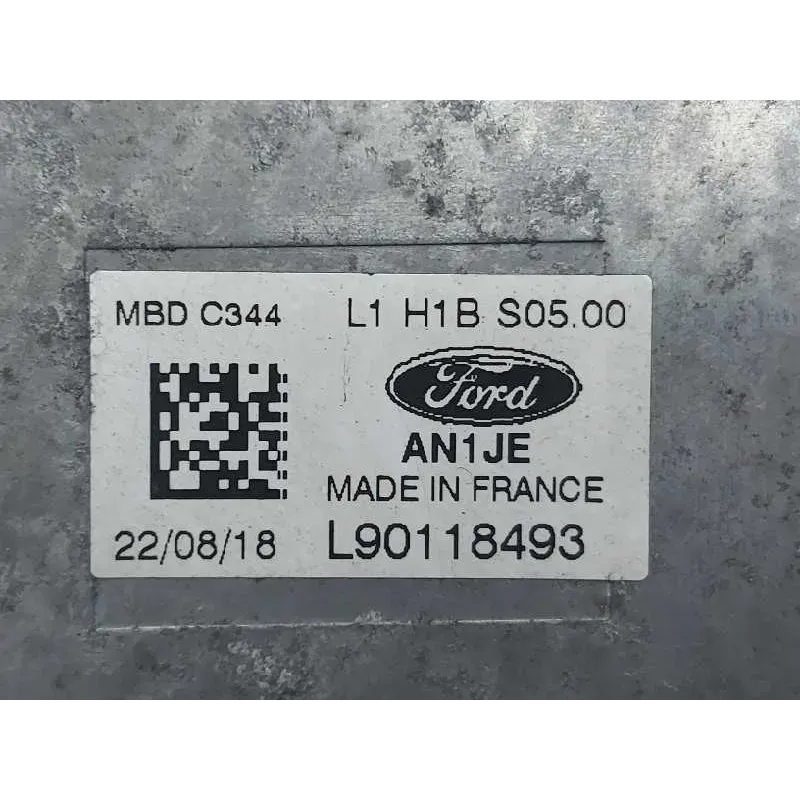 MBD C344 L1 H1B S05.00
Ford
AN1JE
MADE IN FRANCE
22/08/18 L90118493